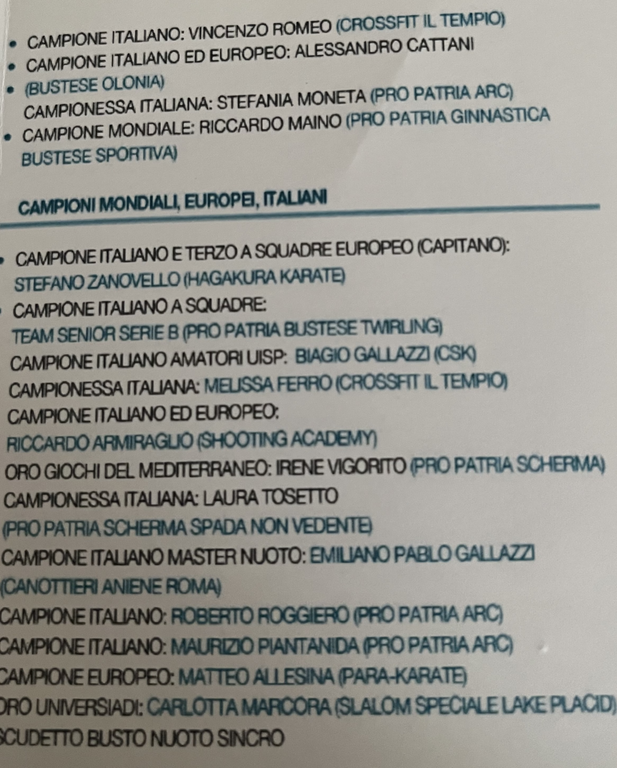 • CAMPIONE ITALIANO: VINCENZO ROMEO (CROSSFIT IL TEMPIO)
• CAMPIONE ITALIANO ED EUROPEO: ALESSANDRO CATTANI
• (BUSTESE OLONIA)
CAMPIONESSA ITALIANA: STEFANIA MONETA (PRO PATRIA ARC)
• CAMPIONE MONDIALE: RICCARDO MAINO (PRO PATRIA GINNASTICA
BUSTESE SPORTIVA)
CAMPIONI MONDIALI, EUROPEI, ITALIANI
• CAMPIONE ITALIANO E TERZO A SQUADRE EUROPEO (CAPITANO):
STEFANO ZANOVELLO (HAGAKURA KARATE)
• CAMPIONE ITALIANO A SQUADRE:
TEAM SENIOR SERIE B (PRO PATRIA BUSTESE TWIRLING)
CAMPIONE ITALIANO AMATORI UISP: BIAGIO GALLAZZI (CSK)
CAMPIONESSA ITALIANA: MELISSA FERRO (CROSSFIT IL TEMPIO)
CAMPIONE ITALIANO ED EUROPEO:
RICCARDO ARMIRAGLIO (SHOOTING ACADEMY)
ORO GIOCHI DEL MEDITERRANEO: IRENE VIGORITO (PRO PATRIA SCHERMA)
CAMPIONESSA ITALIANA: LAURA TOSETTO
(PRO PATRIA SCHERMA SPADA NON VEDENTE)
CAMPIONE ITALIANO MASTER NUOTO: EMILIANO PABLO GALLAZZI
(CANOTTIERI ANIENE ROMA)
CAMPIONE ITALIANO: ROBERTO ROGGIERO (PRO PATRIA ARC)
CAMPIONE ITALIANO: MAURIZIO PIANTANIDA (PRO PATRIA ARC)
CAMPIONE EUROPEO: MATTEO ALLESINA (PARA-KARATE)
ORO UNIVERSIADI: CARLOTTA MARCORA (SLALOM SPECIALE LAKE PLACID)
SCUDETTO BUSTO NUOTO SINCRO